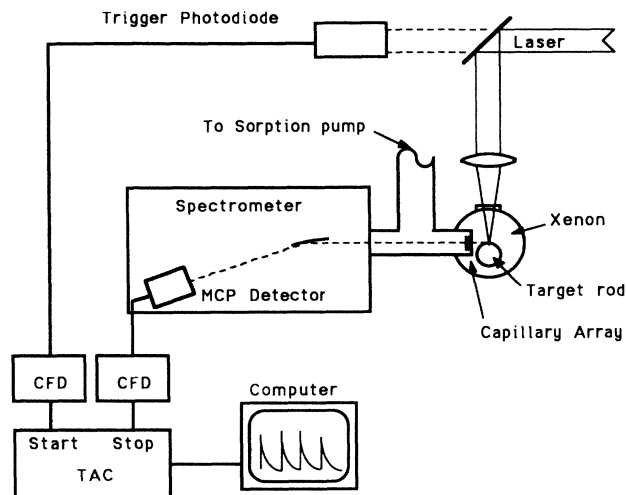 Trigger Photodiode
Laser
To Sorption pump
Spectrometer
Xenon
MCP Detector
Target rod
Capillary Array
CFD
CFD
Computer
Start
Stop
TAC